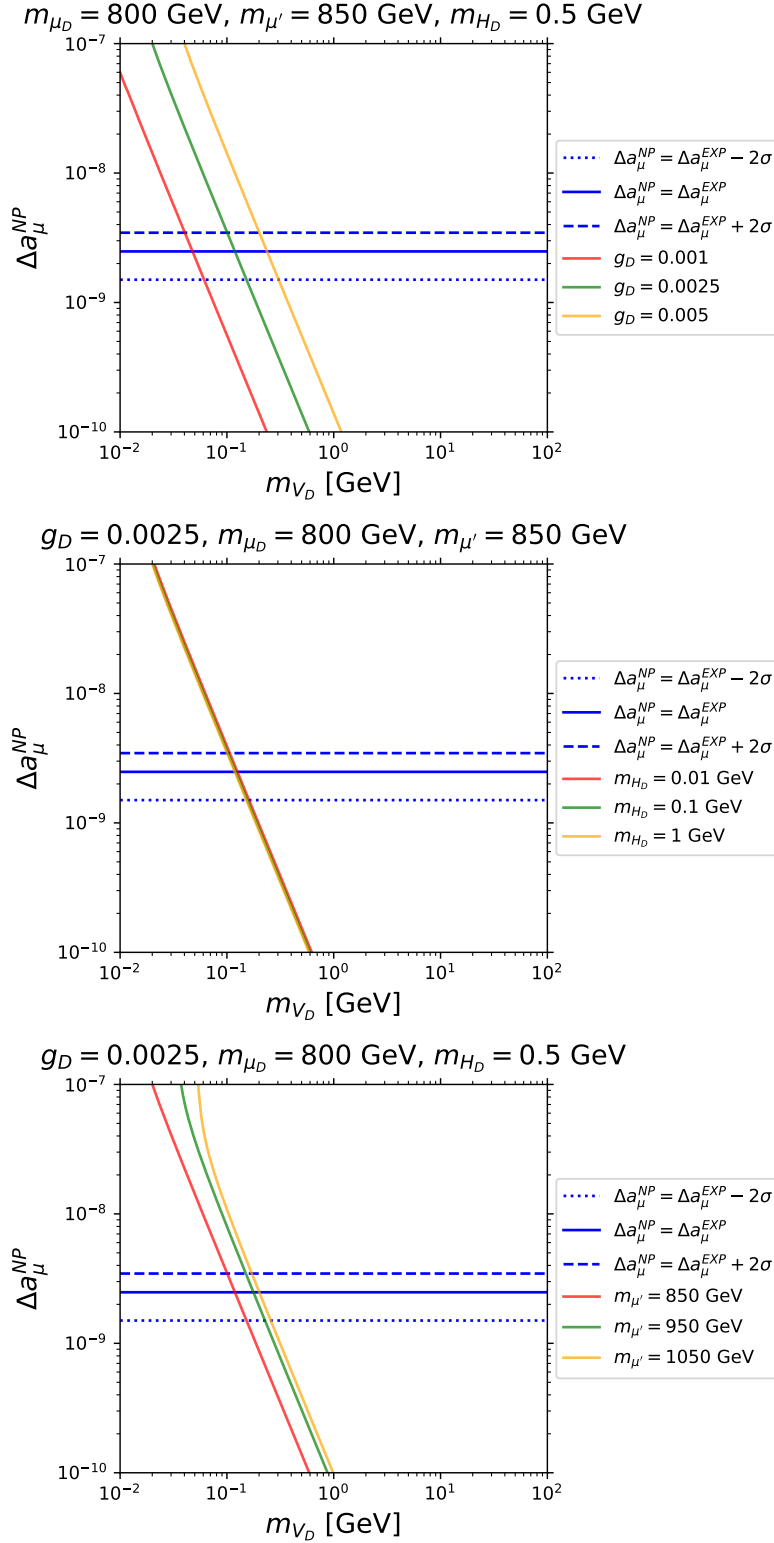 m_{μ_D} = 800 GeV, m_{μ′} = 850 GeV, m_{H_D} = 0.5 GeV
10^{−7}
10^{−8}
10^{−9}
10^{−10}
Δa_μ^{NP}
10^{−2} 10^{−1} 10^{0} 10^{1} 10^{2}
m_{V_D} [GeV]
Δa_μ^{NP} = Δa_μ^{EXP} − 2σ
Δa_μ^{NP} = Δa_μ^{EXP}
Δa_μ^{NP} = Δa_μ^{EXP} + 2σ
g_D = 0.001
g_D = 0.0025
g_D = 0.005
g_D = 0.0025, m_{μ_D} = 800 GeV, m_{μ′} = 850 GeV
10^{−7}
10^{−8}
10^{−9}
10^{−10}
Δa_μ^{NP}
10^{−2} 10^{−1} 10^{0} 10^{1} 10^{2}
m_{V_D} [GeV]
Δa_μ^{NP} = Δa_μ^{EXP} − 2σ
Δa_μ^{NP} = Δa_μ^{EXP}
Δa_μ^{NP} = Δa_μ^{EXP} + 2σ
m_{H_D} = 0.01 GeV
m_{H_D} = 0.1 GeV
m_{H_D} = 1 GeV
g_D = 0.0025, m_{μ_D} = 800 GeV, m_{H_D} = 0.5 GeV
10^{−7}
10^{−8}
10^{−9}
10^{−10}
Δa_μ^{NP}
10^{−2} 10^{−1} 10^{0} 10^{1} 10^{2}
m_{V_D} [GeV]
Δa_μ^{NP} = Δa_μ^{EXP} − 2σ
Δa_μ^{NP} = Δa_μ^{EXP}
Δa_μ^{NP} = Δa_μ^{EXP} + 2σ
m_{μ′} = 850 GeV
m_{μ′} = 950 GeV
m_{μ′} = 1050 GeV